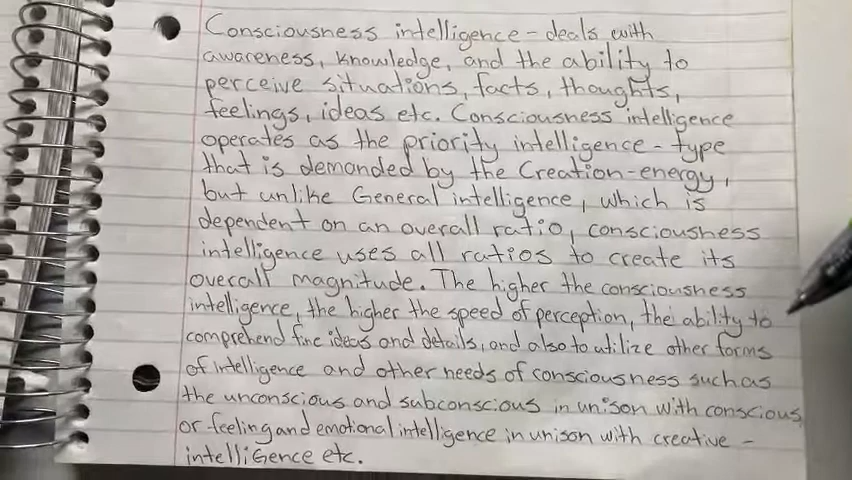 Consciousness intelligence - deals with
awareness, knowledge, and the ability to
perceive situations, facts, thoughts,
feelings, ideas etc. Consciousness intelligence
operates as the priority intelligence - type
that is demanded by the Creation-energy,
but unlike General intelligence, which is
dependent on an overall ratio, consciousness
intelligence uses all ratios to create its
overall magnitude. The higher the consciousness
intelligence, the higher the speed of perception, the ability to
comprehend fine ideas and details, and also to utilize other forms
of intelligence and other needs of consciousness such as
the unconscious and subconscious in unison with conscious,
or feeling and emotional intelligence in unison with creative -
intelliGence etc.